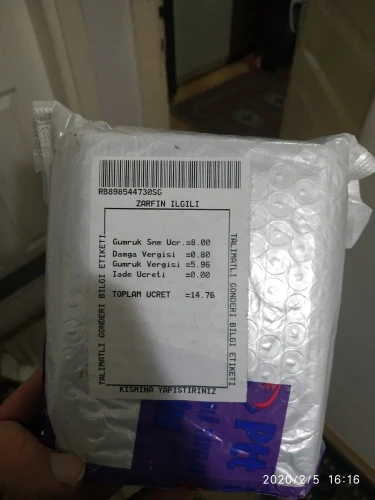 RB898544730SG
ZARFIN ILGILI
TALIMATLI GONDERI BILGI ETIKETI
Gumruk Snm Ucr.=8.00
Damga Vergisi =0.80
Gumruk Vergisi =5.96
Iade Ucreti =0.00
TOPLAM UCRET =14.76
TALIMATLI GONDERI BILGI ETIKETI
KISMINA YAPISTIRINIZ
Ptt
2020/2/5 16:16